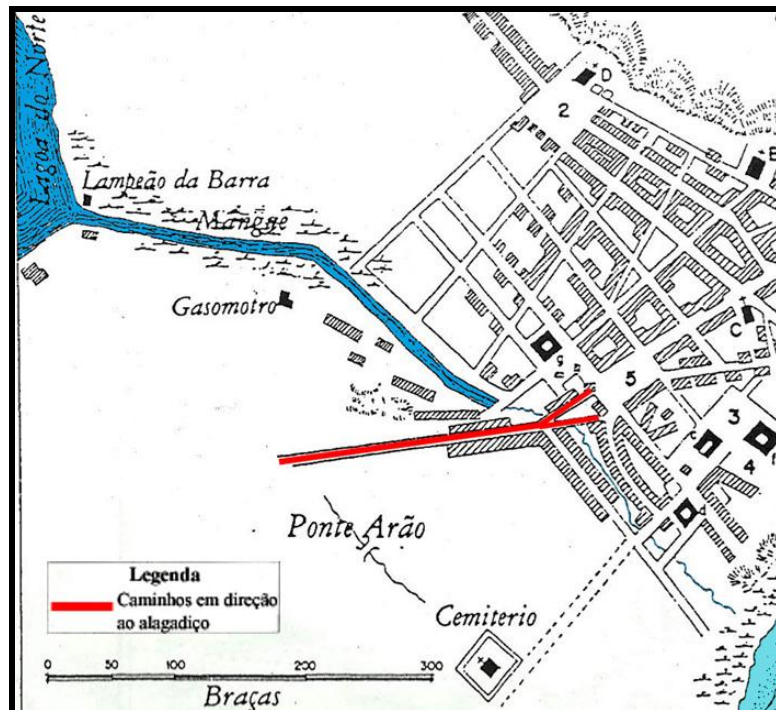 Lagoa do Norte
D
2
Lampeão da Barra
Mangue
Gasomotro
C
5
3
4
Ponte Arão
Legenda
Caminhos em direção
ao alagadiço
Cemiterio
0 50 100 200 300
Braças